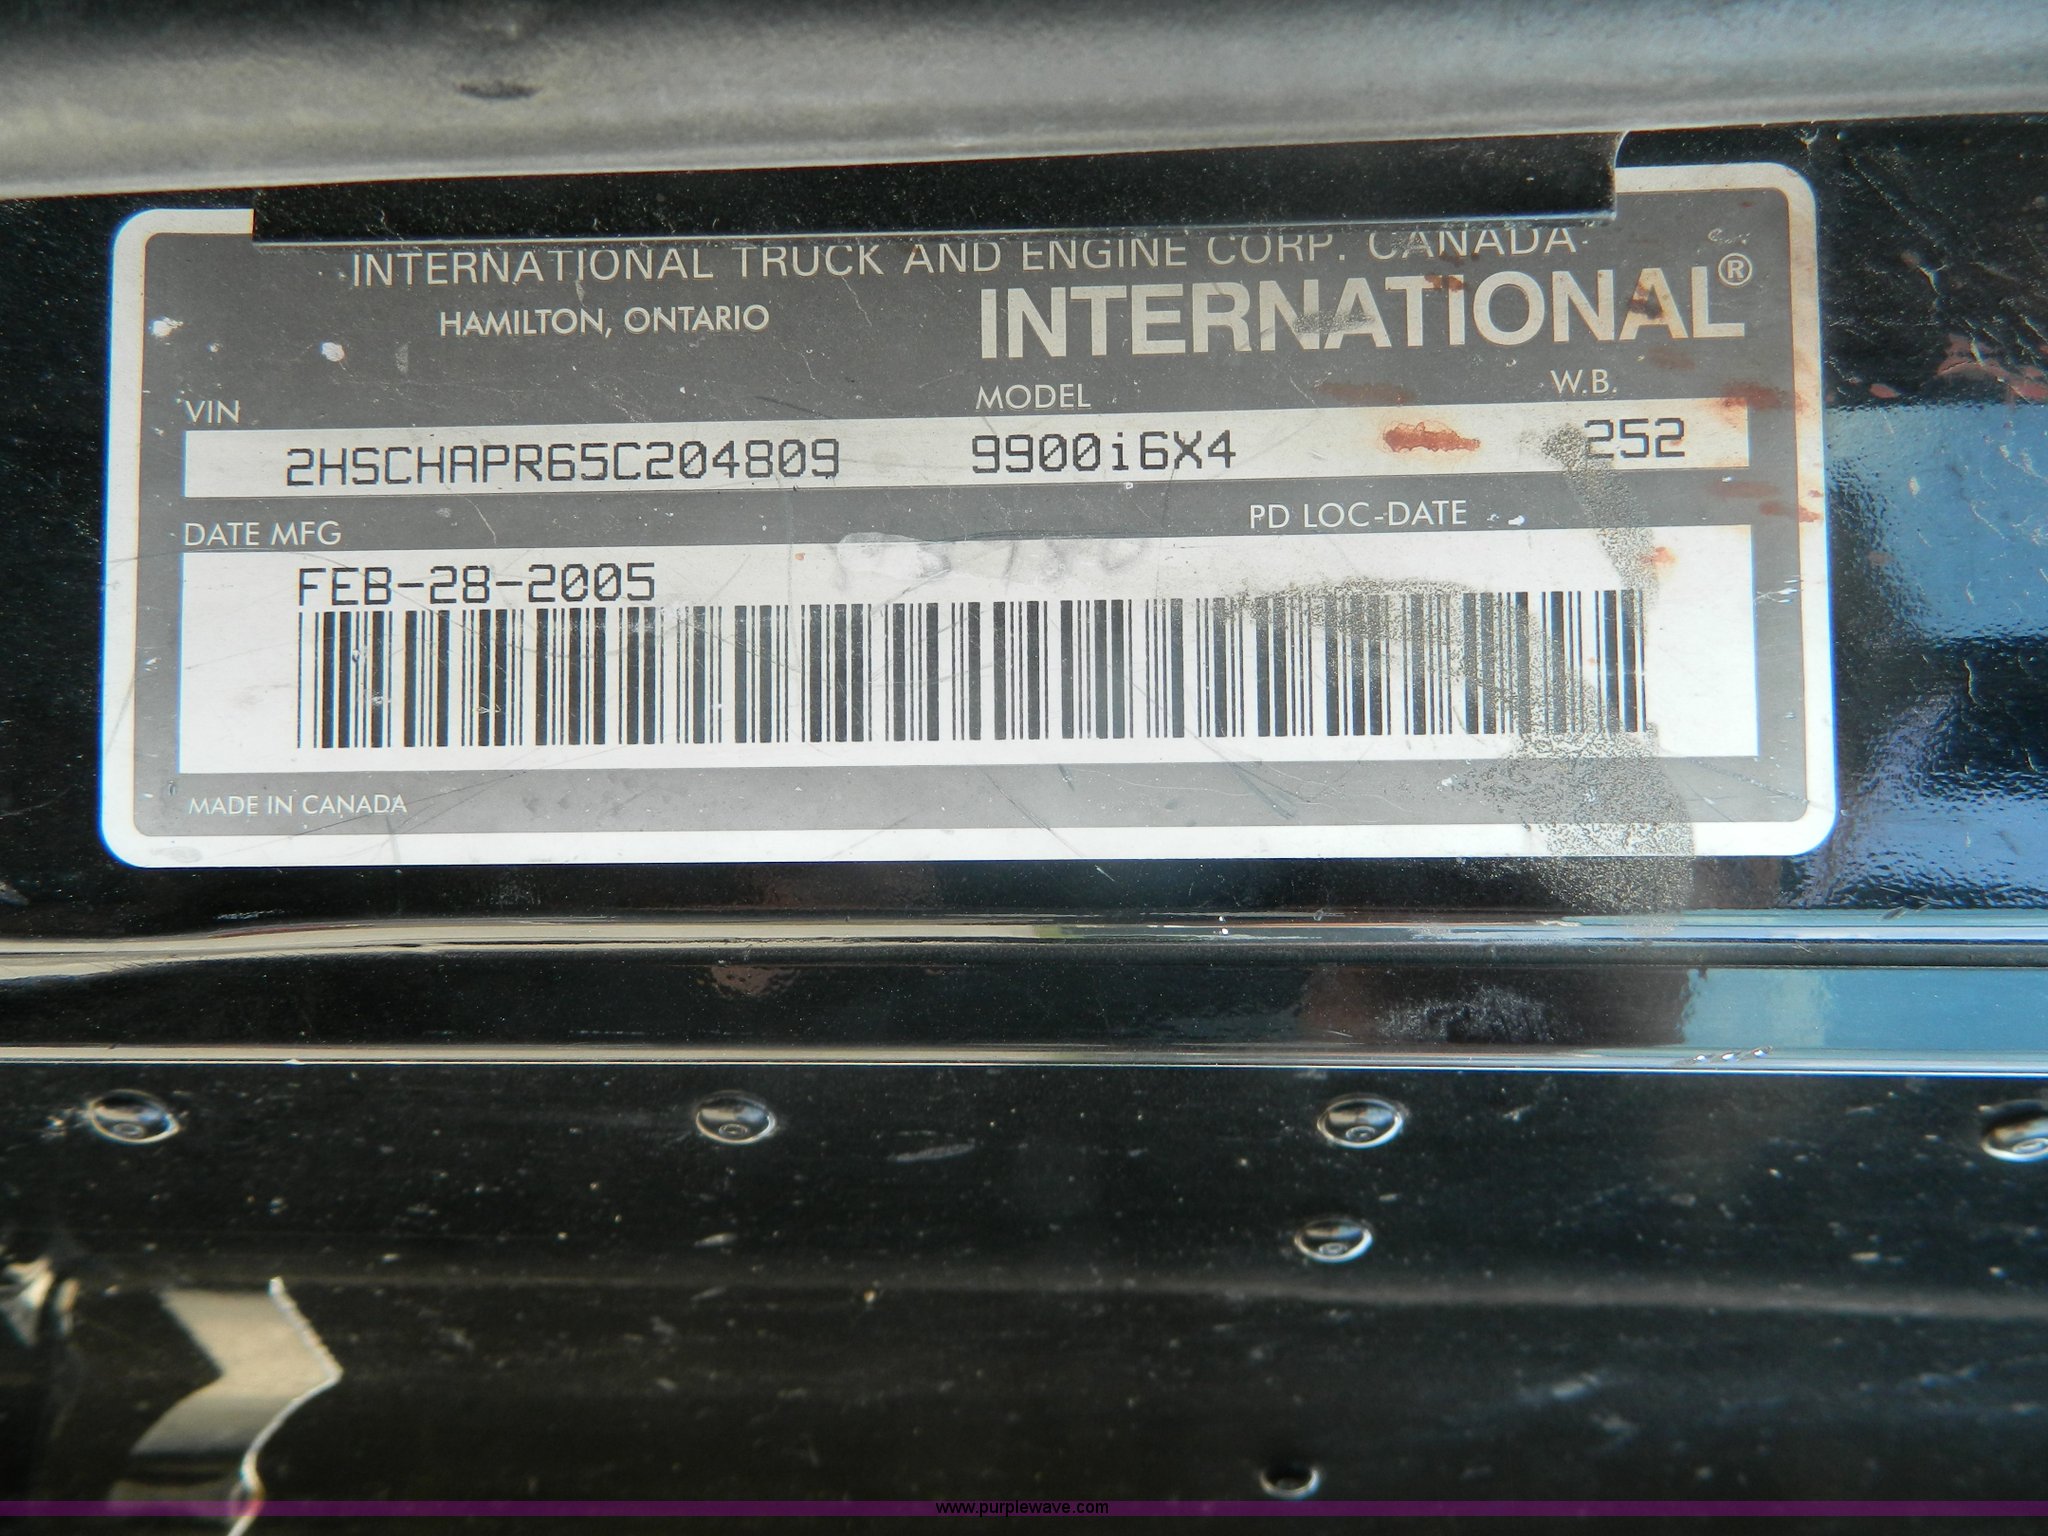 INTERNATIONAL TRUCK AND ENGINE CORP. CANADA
HAMILTON, ONTARIO
INTERNATIONAL®
VIN MODEL W.B.
2HSCHAPR65C204809 9900i6X4 252
DATE MFG PD LOC-DATE
FEB-28-2005
MADE IN CANADA
www.purplewave.com